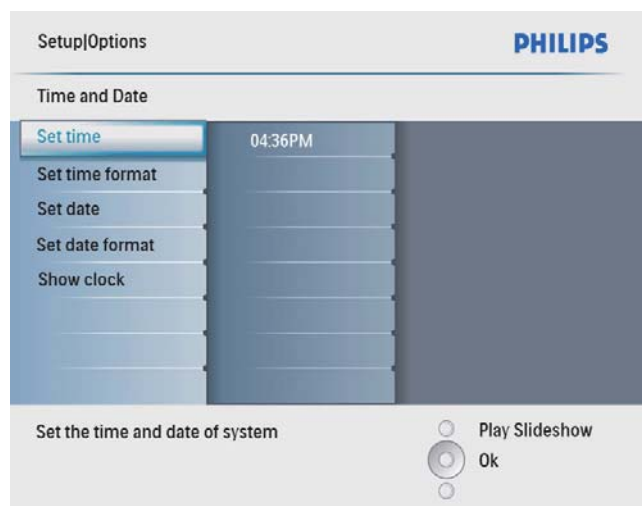 Setup|Options
PHILIPS
Time and Date
Set time
04:36PM
Set time format
Set date
Set date format
Show clock
Set the time and date of system
Play Slideshow
Ok